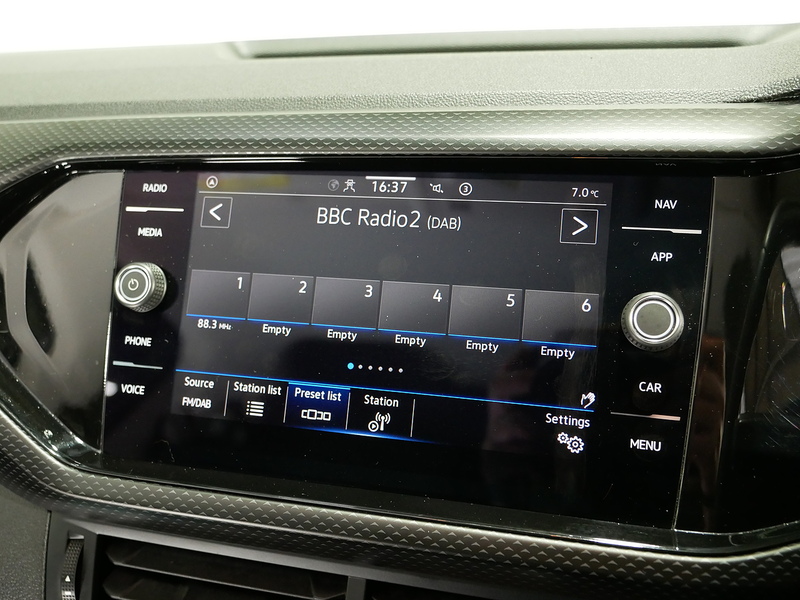 RADIO
MEDIA
PHONE
VOICE
16:37
3
7.0 °C
< BBC Radio2 (DAB) >
1 2 3 4 5 6
88.3 MHz Empty Empty Empty Empty Empty
Source Station list Preset list Station Settings
FM/DAB
NAV
APP
CAR
MENU